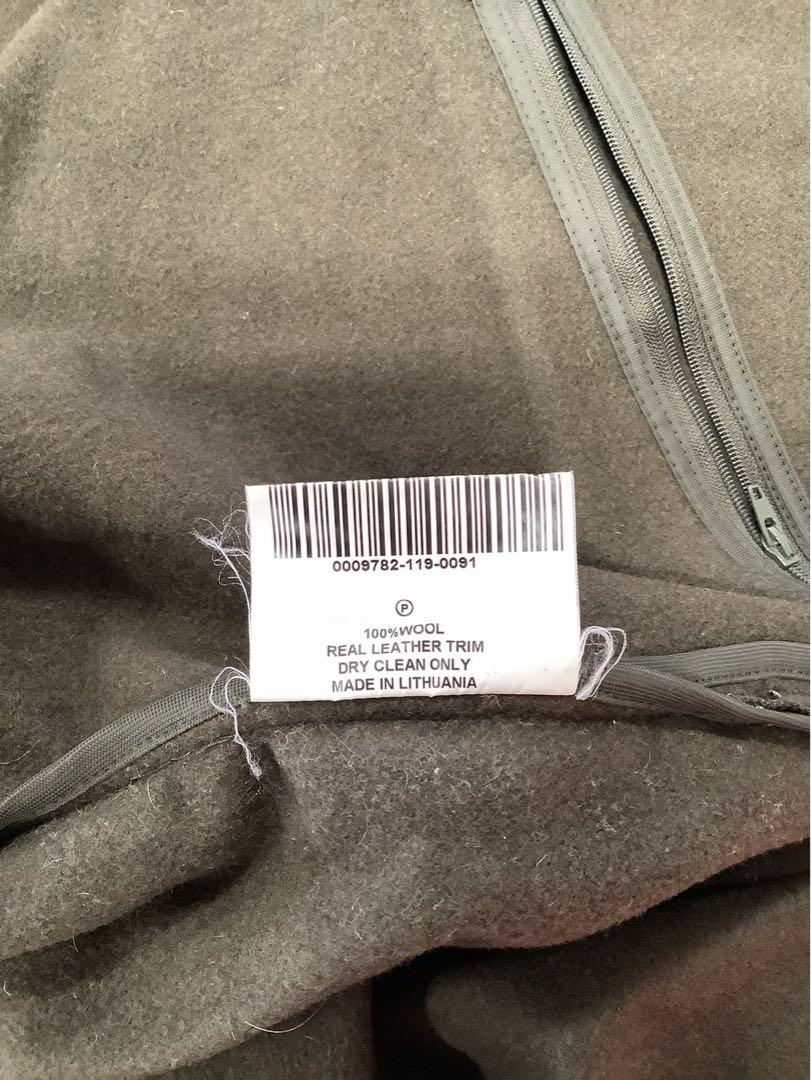 0009782-119-0091
P
100%WOOL
REAL LEATHER TRIM
DRY CLEAN ONLY
MADE IN LITHUANIA